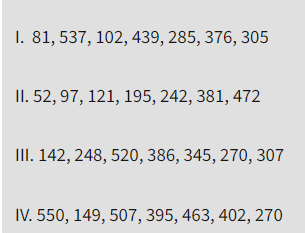 I. 81, 537, 102, 439, 285, 376, 305
II. 52, 97, 121, 195, 242, 381, 472
III. 142, 248, 520, 386, 345, 270, 307
IV. 550, 149, 507, 395, 463, 402, 270